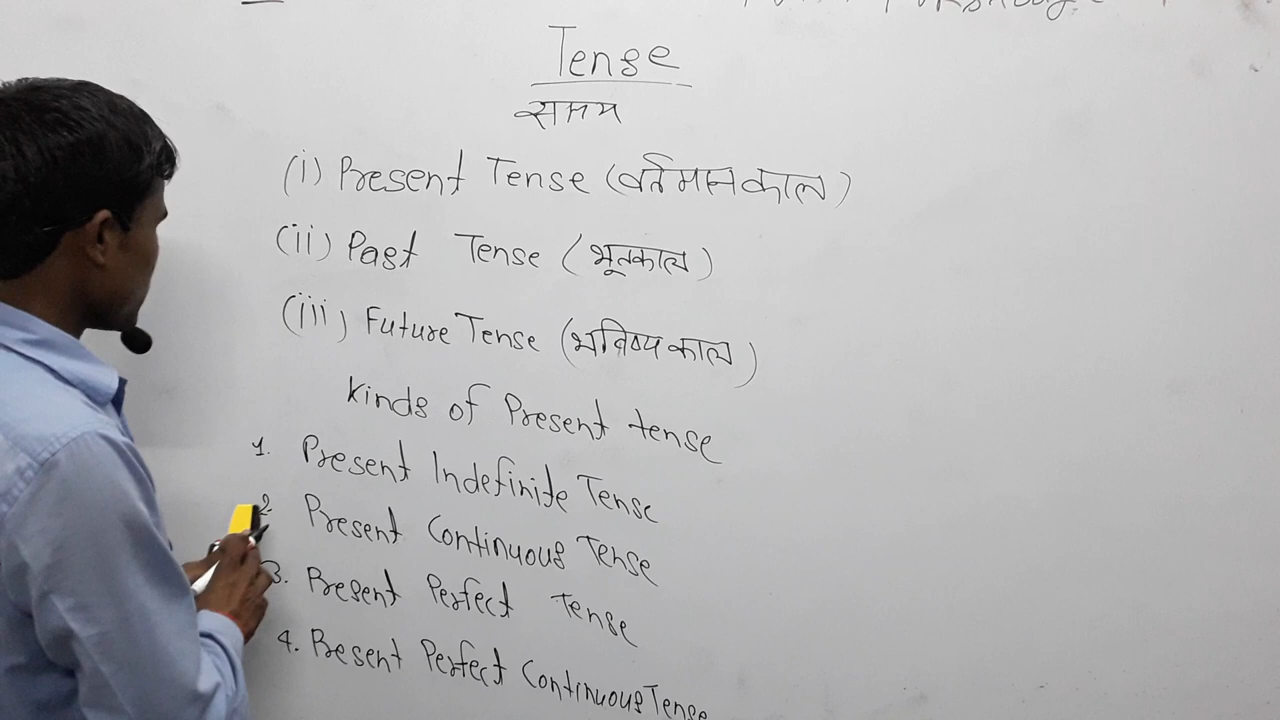 Tense
समय
(i) Present Tense (वर्तमान काल)
(ii) Past Tense (भूतकाल)
(iii) Future Tense (भविष्य काल)
Kinds of Present tense
1. Present Indefinite Tense
2 Present Continuous Tense
3. Present Perfect Tense
4. Present Perfect Continuous Tense